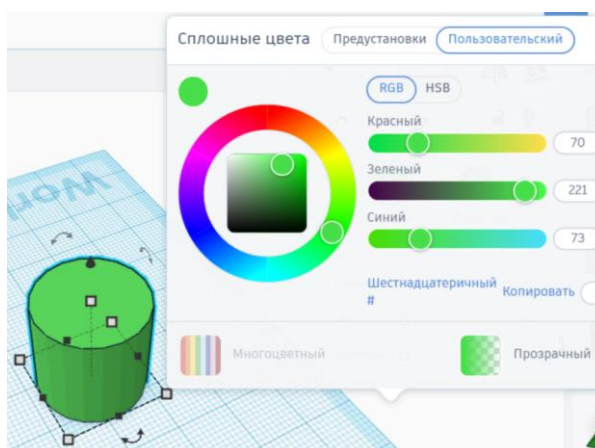 Сплошные цвета Предустановки Пользовательский
RGB HSB
Красный
70
Зеленый
221
Синий
73
Шестнадцатеричный
#
Копировать
Многоцветный Прозрачный